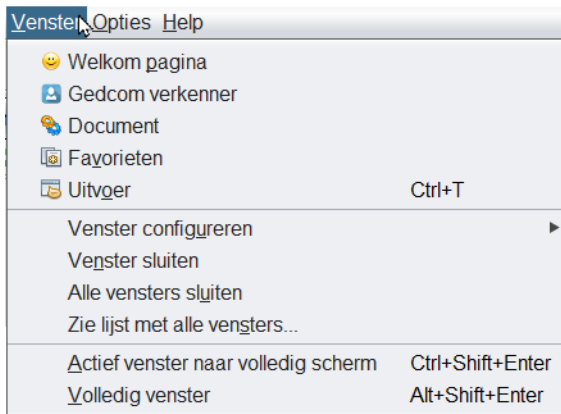 Venster Opties Help
Welkom pagina
Gedcom verkenner
Document
Favorieten
Uitvoer Ctrl+T
Venster configureren
Venster sluiten
Alle vensters sluiten
Zie lijst met alle vensters...
Actief venster naar volledig scherm Ctrl+Shift+Enter
Volledig venster Alt+Shift+Enter